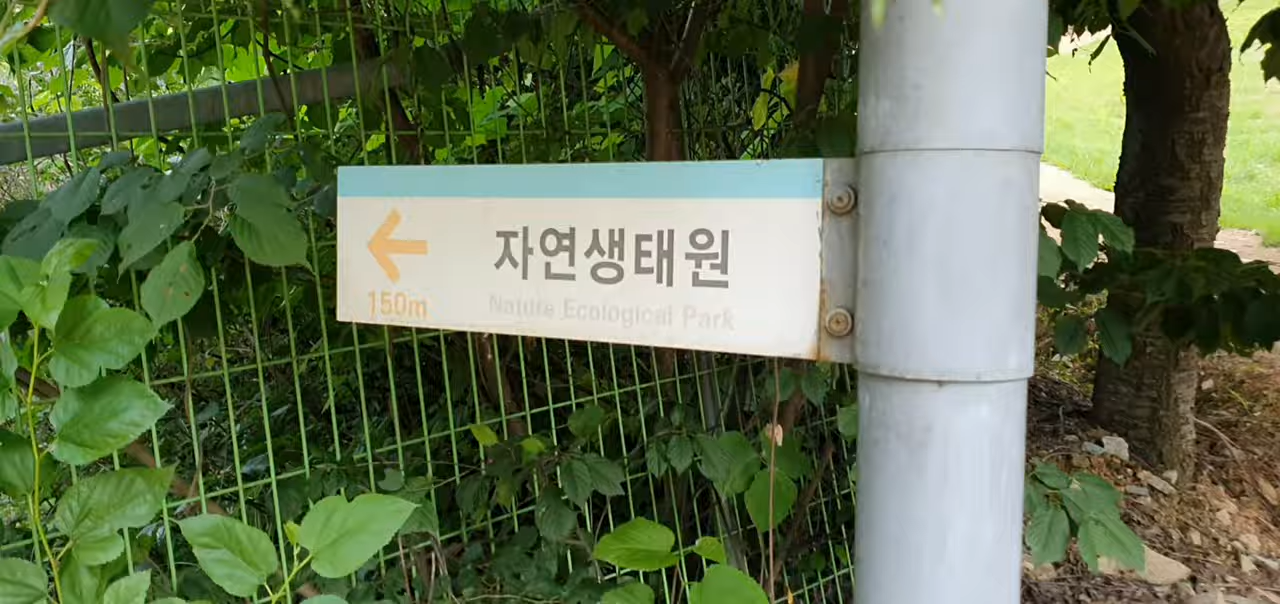 자연생태원
Nature Ecological Park
150m